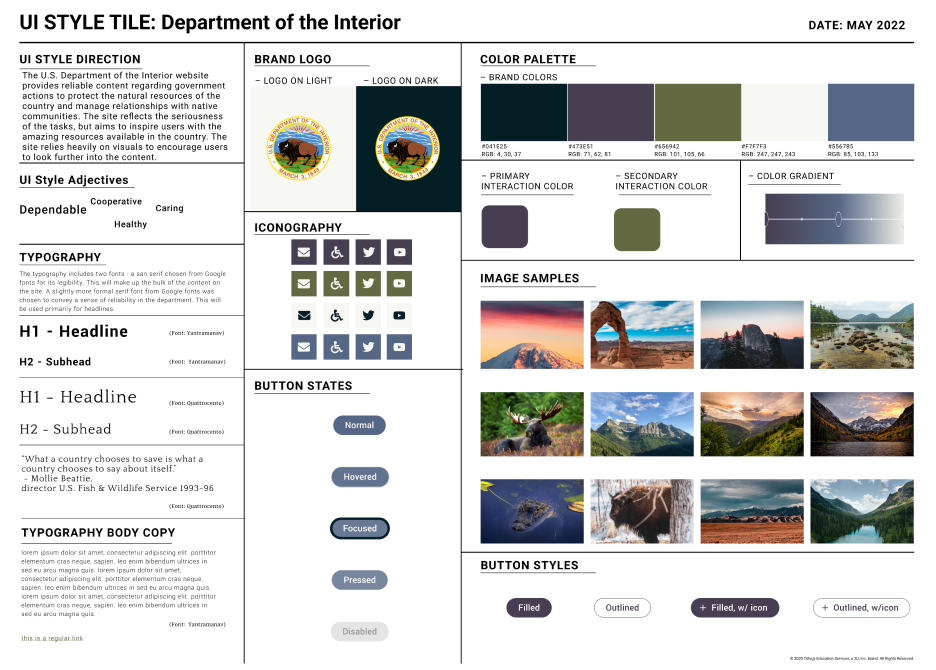 UI STYLE TILE: Department of the Interior
DATE: MAY 2022
UI STYLE DIRECTION
The U.S. Department of the Interior website
provides reliable content regarding government
actions to protect the natural resources of the
country and manage relationships with native
communities. The site reflects the seriousness
of the tasks, but aims to inspire users with the
amazing resources available in the country. The
site relies heavily on visuals to encourage users
to look further into the content.
UI Style Adjectives
Dependable
Cooperative
Caring
Healthy
TYPOGRAPHY
The typography includes two fonts - a san serif chosen from Google
fonts for its legibility. This will make up the bulk of the content on
the site. A slightly more formal serif font from Google fonts was
chosen to convey a sense of reliability in the department. This will
be used primarily for headlines.
H1 - Headline
(Font: Yantramanav)
H2 - Subhead
(Font: Yantramanav)
H1 - Headline
(Font: Quattrocento)
H2 - Subhead
(Font: Quattrocento)
"What a country chooses to save is what a
country chooses to say about itself."
- Mollie Beattie,
director U.S. Fish & Wildlife Service 1993-96
(Font: Quattrocento)
TYPOGRAPHY BODY COPY
lorem ipsum dolor sit amet, consectetur adipiscing elit. porttitor
elementum cras neque, sapien, leo enim bibendum ultrices in
sed eu arcu magna quis. lorem ipsum dolor sit amet,
consectetur adipiscing elit. porttitor elementum cras neque,
sapien, leo enim bibendum ultrices in sed eu arcu magna quis.
lorem ipsum dolor sit amet, consectetur adipiscing elit. porttitor
elementum cras neque, sapien, leo enim bibendum ultrices in
sed eu arcu magna quis.
(Font: Yantramanav)
this.is.a.regular.link
BRAND LOGO
– LOGO ON LIGHT
– LOGO ON DARK
U.S. DEPARTMENT OF THE INTERIOR
MARCH 3, 1849
U.S. DEPARTMENT OF THE INTERIOR
MARCH 3, 1849
ICONOGRAPHY
BUTTON STATES
Normal
Hovered
Focused
Pressed
Disabled
COLOR PALETTE
– BRAND COLORS
#041E25
RGB: 4, 30, 37
#473E51
RGB: 71, 62, 81
#656942
RGB: 101, 105, 66
#F7F7F3
RGB: 247, 247, 243
#556785
RGB: 85, 103, 133
– PRIMARY
INTERACTION COLOR
– SECONDARY
INTERACTION COLOR
– COLOR GRADIENT
IMAGE SAMPLES
BUTTON STYLES
Filled
Outlined
+ Filled, w/ icon
+ Outlined, w/icon
© 2020 Trilogy Education Services, a 2U, Inc. brand. All Rights Reserved.